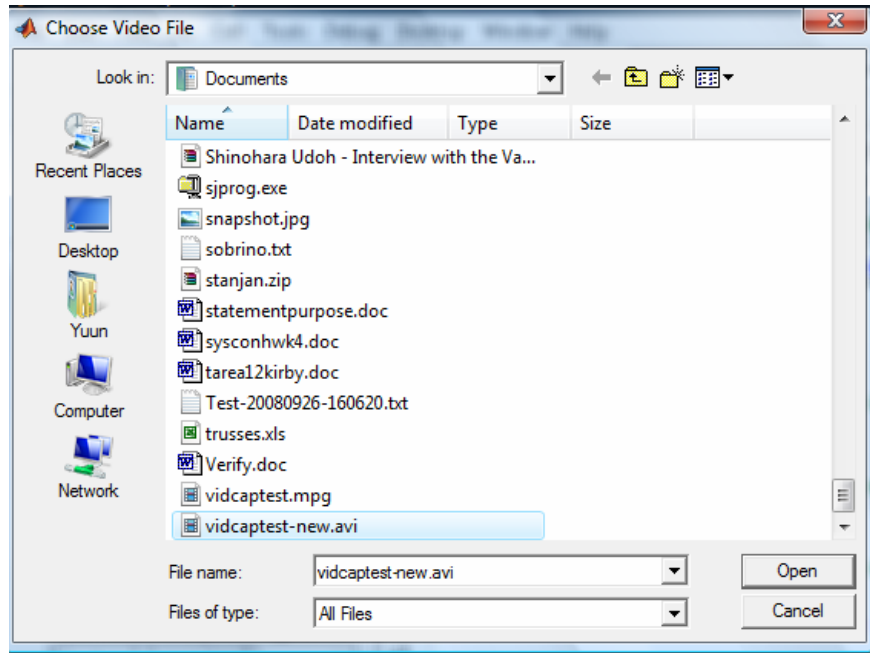 Choose Video File
Look in: Documents
Name Date modified Type Size
Recent Places
Desktop
Yuun
Computer
Network
Shinohara Udoh - Interview with the Va...
sjprog.exe
snapshot.jpg
sobrino.txt
stanjan.zip
statementpurpose.doc
sysconhwk4.doc
tarea12kirby.doc
Test-20080926-160620.txt
trusses.xls
Verify.doc
vidcaptest.mpg
vidcaptest-new.avi
File name: vidcaptest-new.avi Open
Files of type: All Files Cancel